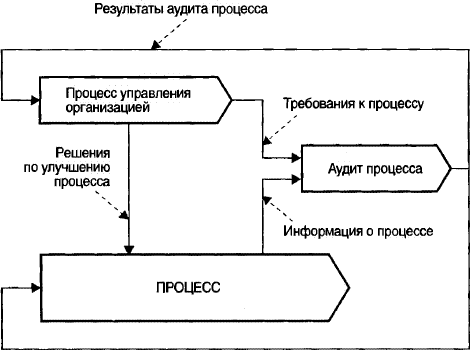 Результаты аудита процесса
Процесс управления
организацией
Требования к процессу
Решения
по улучшению
процесса
Аудит процесса
Информация о процессе
ПРОЦЕСС